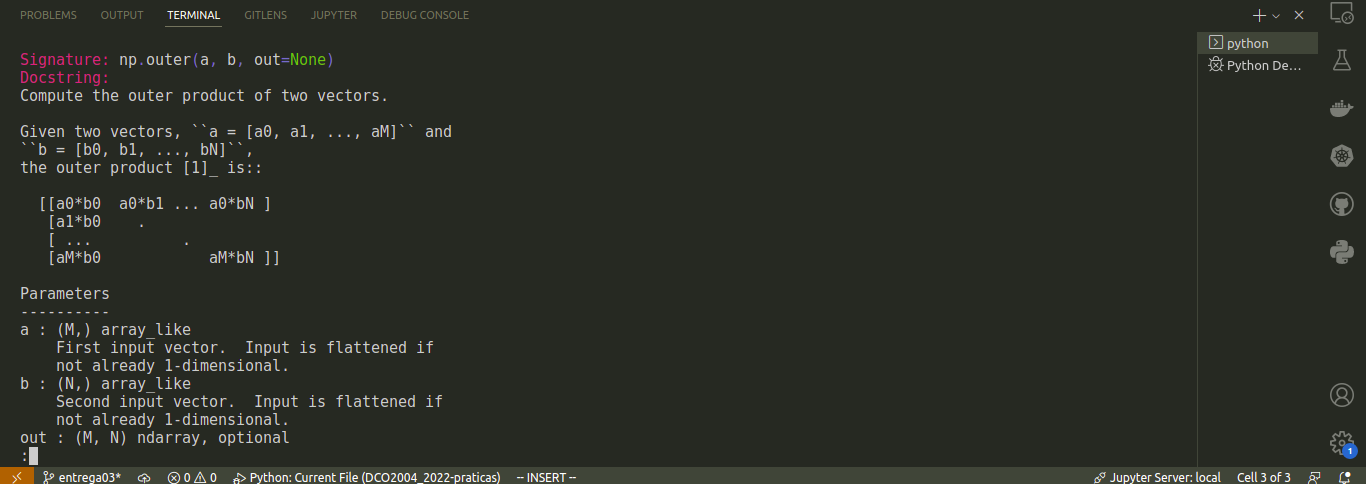 PROBLEMS OUTPUT TERMINAL GITLENS JUPYTER DEBUG CONSOLE
Signature: np.outer(a, b, out=None)
Docstring:
Compute the outer product of two vectors.
Given two vectors, ``a = [a0, a1, ..., aM]`` and
``b = [b0, b1, ..., bN]``,
the outer product [1]_ is::
[[a0*b0  a0*b1 ... a0*bN ]
[a1*b0    .
[ ...          .
[aM*b0            aM*bN ]]
Parameters
----------
a : (M,) array_like
First input vector.  Input is flattened if
not already 1-dimensional.
b : (N,) array_like
Second input vector.  Input is flattened if
not already 1-dimensional.
out : (M, N) ndarray, optional
:
python
Python De...
1
entrega03* 0 0 Python: Current File (DCO2004_2022-praticas) -- INSERT -- Jupyter Server: local Cell 3 of 3